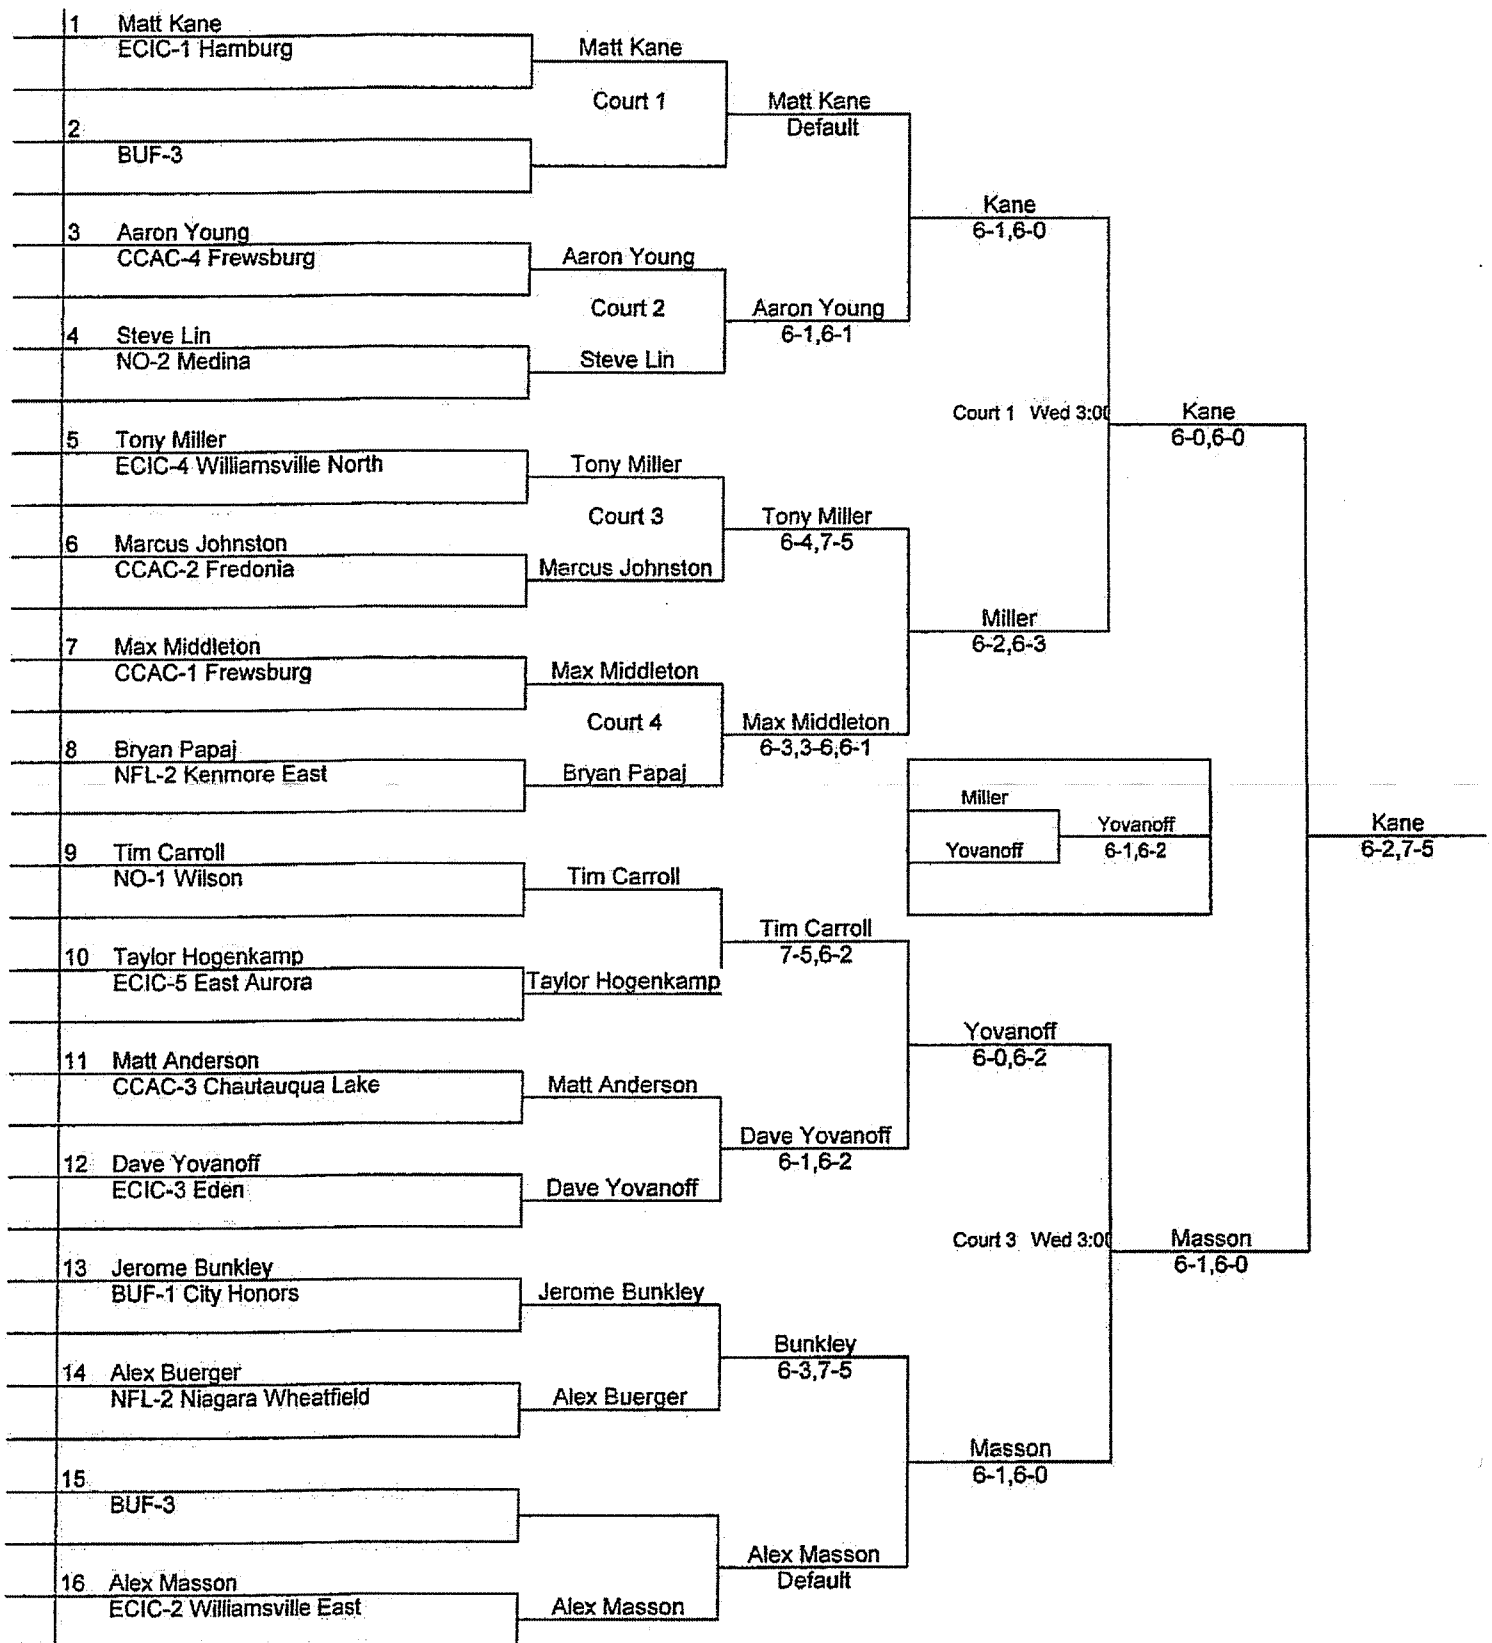 1 Matt Kane
ECIC-1 Hamburg
Matt Kane
Court 1
Matt Kane
Default
2
BUF-3
Kane
6-1,6-0
3 Aaron Young
CCAC-4 Frewsburg
Aaron Young
Court 2
Aaron Young
6-1,6-1
4 Steve Lin
NO-2 Medina
Steve Lin
Court 1 Wed 3:00
Kane
6-0,6-0
5 Tony Miller
ECIC-4 Williamsville North
Tony Miller
Court 3
Tony Miller
6-4,7-5
6 Marcus Johnston
CCAC-2 Fredonia
Marcus Johnston
Miller
6-2,6-3
7 Max Middleton
CCAC-1 Frewsburg
Max Middleton
Court 4
Max Middleton
6-3,3-6,6-1
8 Bryan Papaj
NFL-2 Kenmore East
Bryan Papaj
Miller
Yovanoff
Yovanoff
6-1,6-2
Kane
6-2,7-5
9 Tim Carroll
NO-1 Wilson
Tim Carroll
Tim Carroll
7-5,6-2
10 Taylor Hogenkamp
ECIC-5 East Aurora
Taylor Hogenkamp
Yovanoff
6-0,6-2
11 Matt Anderson
CCAC-3 Chautauqua Lake
Matt Anderson
Dave Yovanoff
6-1,6-2
12 Dave Yovanoff
ECIC-3 Eden
Dave Yovanoff
Court 3 Wed 3:00
Masson
6-1,6-0
13 Jerome Bunkley
BUF-1 City Honors
Jerome Bunkley
Bunkley
6-3,7-5
14 Alex Buerger
NFL-2 Niagara Wheatfield
Alex Buerger
Masson
6-1,6-0
15
BUF-3
Alex Masson
Default
16 Alex Masson
ECIC-2 Williamsville East
Alex Masson